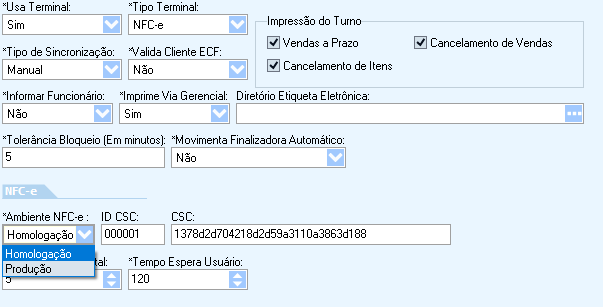 *Usa Terminal: *Tipo Terminal:
Sim NFC-e
Impressão do Turno
Vendas a Prazo Cancelamento de Vendas
Cancelamento de Itens
*Tipo de Sincronização: *Valida Cliente ECF:
Manual Não
*Informar Funcionário: *Imprime Via Gerencial: Diretório Etiqueta Eletrônica:
Não Sim ...
*Tolerância Bloqueio (Em minutos): *Movimenta Finalizadora Automático:
5 Não
NFC-e
*Ambiente NFC-e : ID CSC: CSC:
Homologação 000001 1378d2d704218d2d59a3110a3863d188
Homologação
Produção
*Tempo Espera Usuário:
5 120